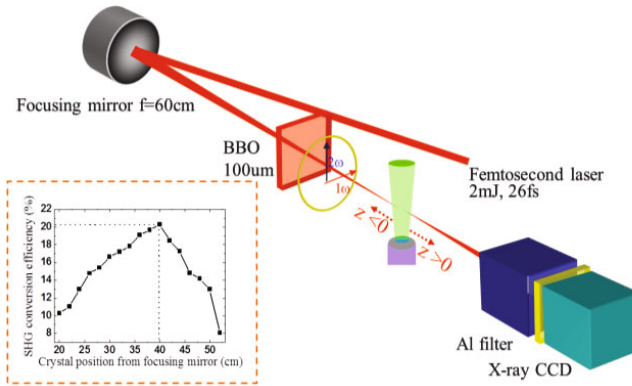 Focusing mirror f=60cm
BBO
100um
2ω
1ω
Femtosecond laser
2mJ, 26fs
z <0
z >0
Al filter
X-ray CCD
SHG conversion efficiency (%)
22
20
18
16
14
12
10
8
20 25 30 35 40 45 50
Crystal position from focusing mirror (cm)